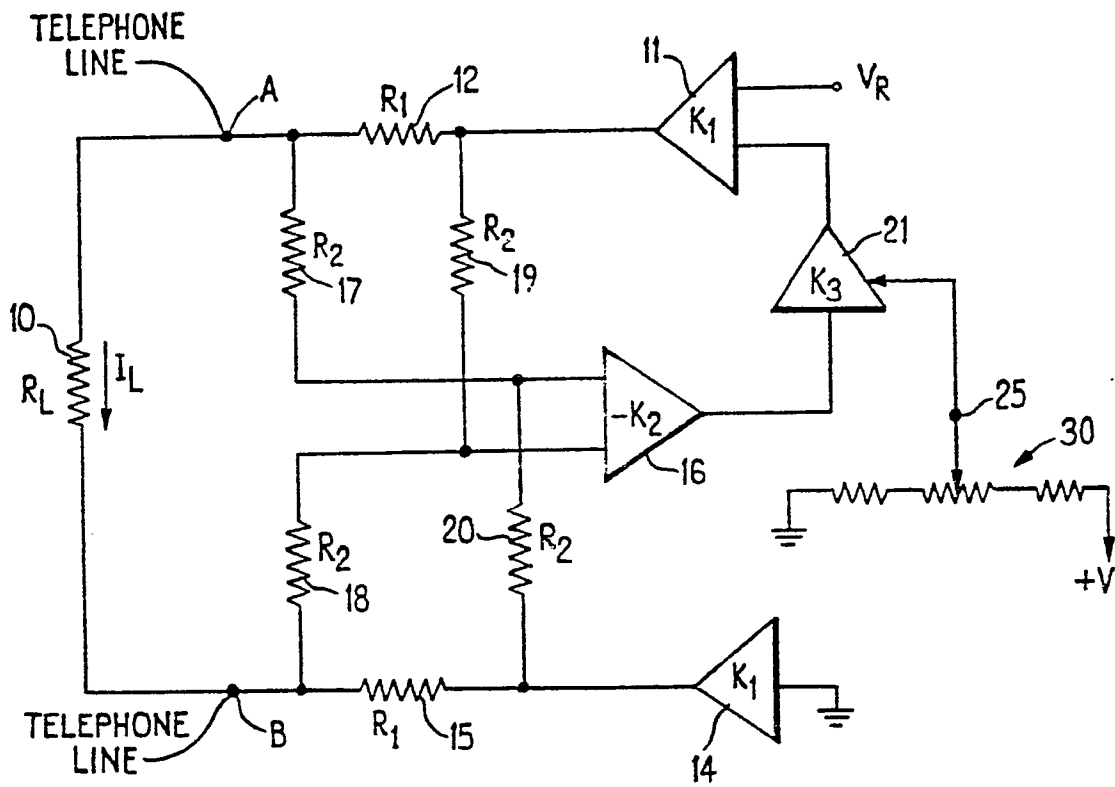 TELEPHONE
LINE
A
R1
12
11
K1
VR
R2
17
R2
19
21
K3
10
RL
IL
-K2
16
25
30
R2
18
20
R2
+V
TELEPHONE
LINE
B
R1
15
K1
14